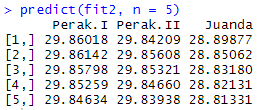 > predict(fit2, n = 5)
Perak.I Perak.II Juanda
[1,] 29.86018 29.84209 28.89877
[2,] 29.86142 29.85608 28.85062
[3,] 29.85798 29.85321 28.83180
[4,] 29.85259 29.84660 28.82131
[5,] 29.84634 29.83938 28.81331